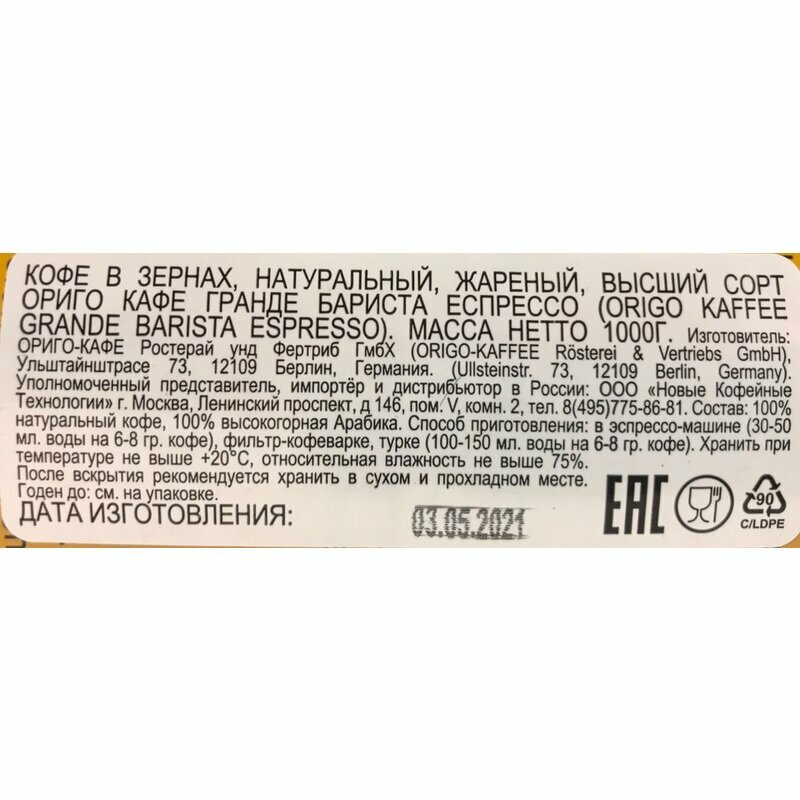 КОФЕ В ЗЕРНАХ, НАТУРАЛЬНЫЙ, ЖАРЕНЫЙ, ВЫСШИЙ СОРТ
ОРИГО КАФЕ ГРАНДЕ БАРИСТА ЕСПРЕССО (ORIGO KAFFEE
GRANDE BARISTA ESPRESSO). МАССА НЕТТО 1000Г. Изготовитель:
ОРИГО-КАФЕ Ростерай унд Фертриб ГмбХ (ORIGO-KAFFEE Rösterei & Vertriebs GmbH),
Ульштайнштрасе 73, 12109 Берлин, Германия. (Ullsteinstr. 73, 12109 Berlin, Germany).
Уполномоченный представитель, импортёр и дистрибьютор в России: ООО «Новые Кофейные
Технологии» г. Москва, Ленинский проспект, д 146, пом. V, комн. 2, тел. 8(495)775-86-81. Состав: 100%
натуральный кофе, 100% высокогорная Арабика. Способ приготовления: в эспрессо-машине (30-50
мл. воды на 6-8 гр. кофе), фильтр-кофеварке, турке (100-150 мл. воды на 6-8 гр. кофе). Хранить при
температуре не выше +20°С, относительная влажность не выше 75%.
После вскрытия рекомендуется хранить в сухом и прохладном месте.
Годен до: см. на упаковке.
ДАТА ИЗГОТОВЛЕНИЯ: 03.05.2021
EAC
90
C/LDPE